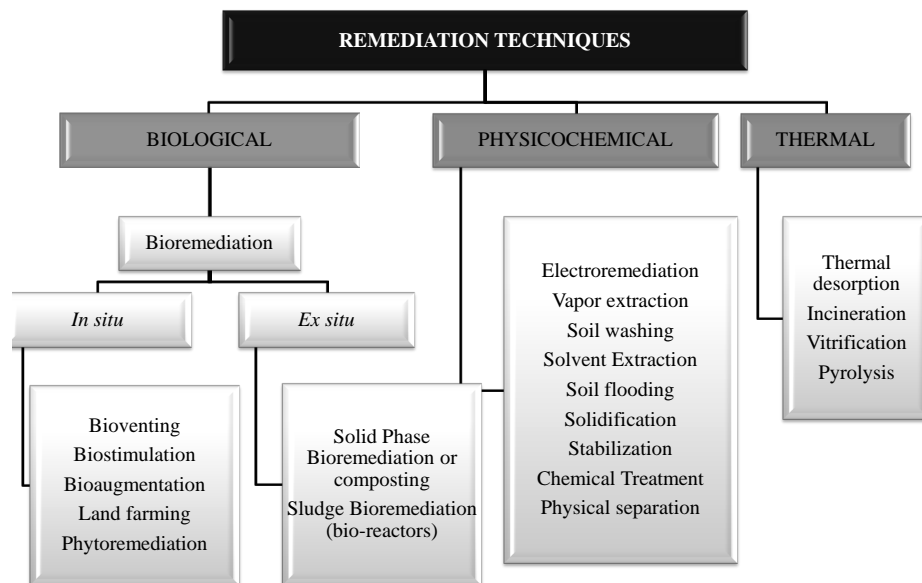 REMEDIATION TECHNIQUES
BIOLOGICAL
PHYSICOCHEMICAL
THERMAL
Bioremediation
In situ
Ex situ
Bioventing
Biostimulation
Bioaugmentation
Land farming
Phytoremediation
Solid Phase
Bioremediation or
composting
Sludge Bioremediation
(bio-reactors)
Electroremediation
Vapor extraction
Soil washing
Solvent Extraction
Soil flooding
Solidification
Stabilization
Chemical Treatment
Physical separation
Thermal
desorption
Incineration
Vitrification
Pyrolysis